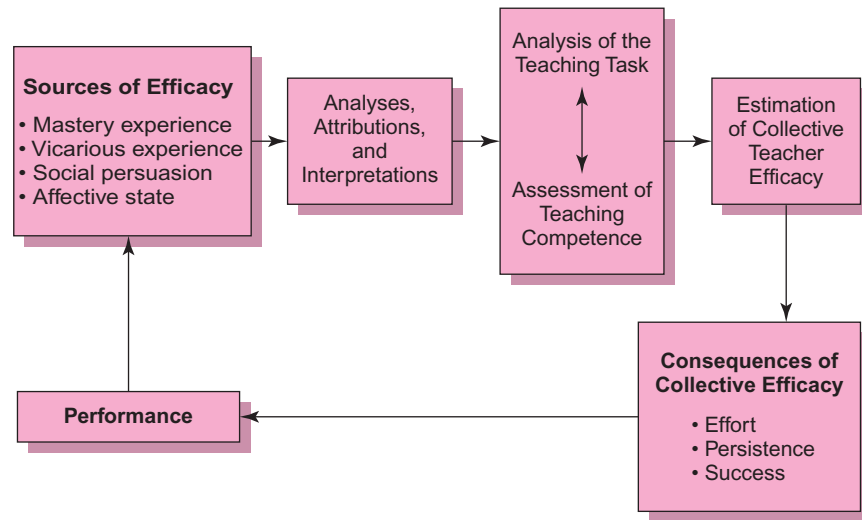 Sources of Efficacy
• Mastery experience
• Vicarious experience
• Social persuasion
• Affective state
Analyses,
Attributions,
and
Interpretations
Analysis of the
Teaching Task
Assessment of
Teaching
Competence
Estimation
of Collective
Teacher
Efficacy
Consequences of
Collective Efficacy
• Effort
• Persistence
• Success
Performance